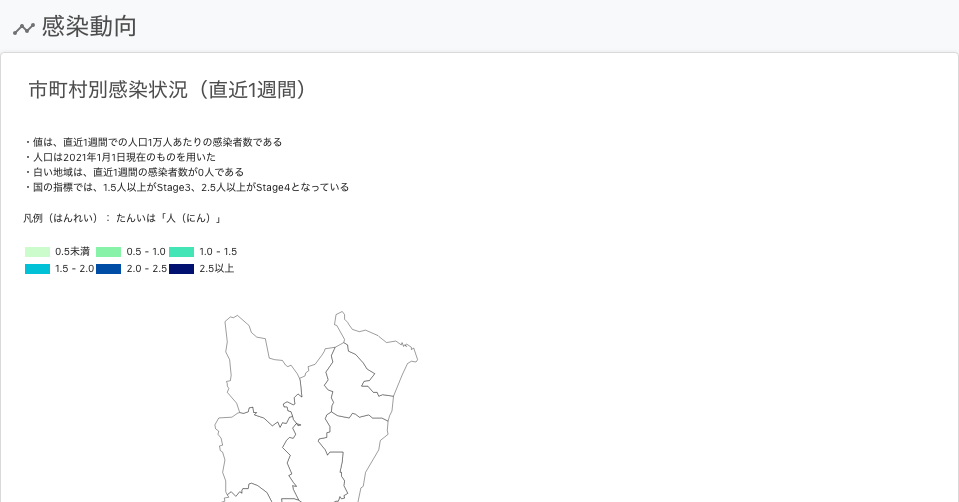 感染動向
市町村別感染状況（直近1週間）
・値は、直近1週間での人口1万人あたりの感染者数である
・人口は2021年1月1日現在のものを用いた
・白い地域は、直近1週間の感染者数が0人である
・国の指標では、1.5人以上がStage3、2.5人以上がStage4となっている
凡例（はんれい）： たんいは「人（にん）」
0.5未満 0.5 - 1.0 1.0 - 1.5
1.5 - 2.0 2.0 - 2.5 2.5以上